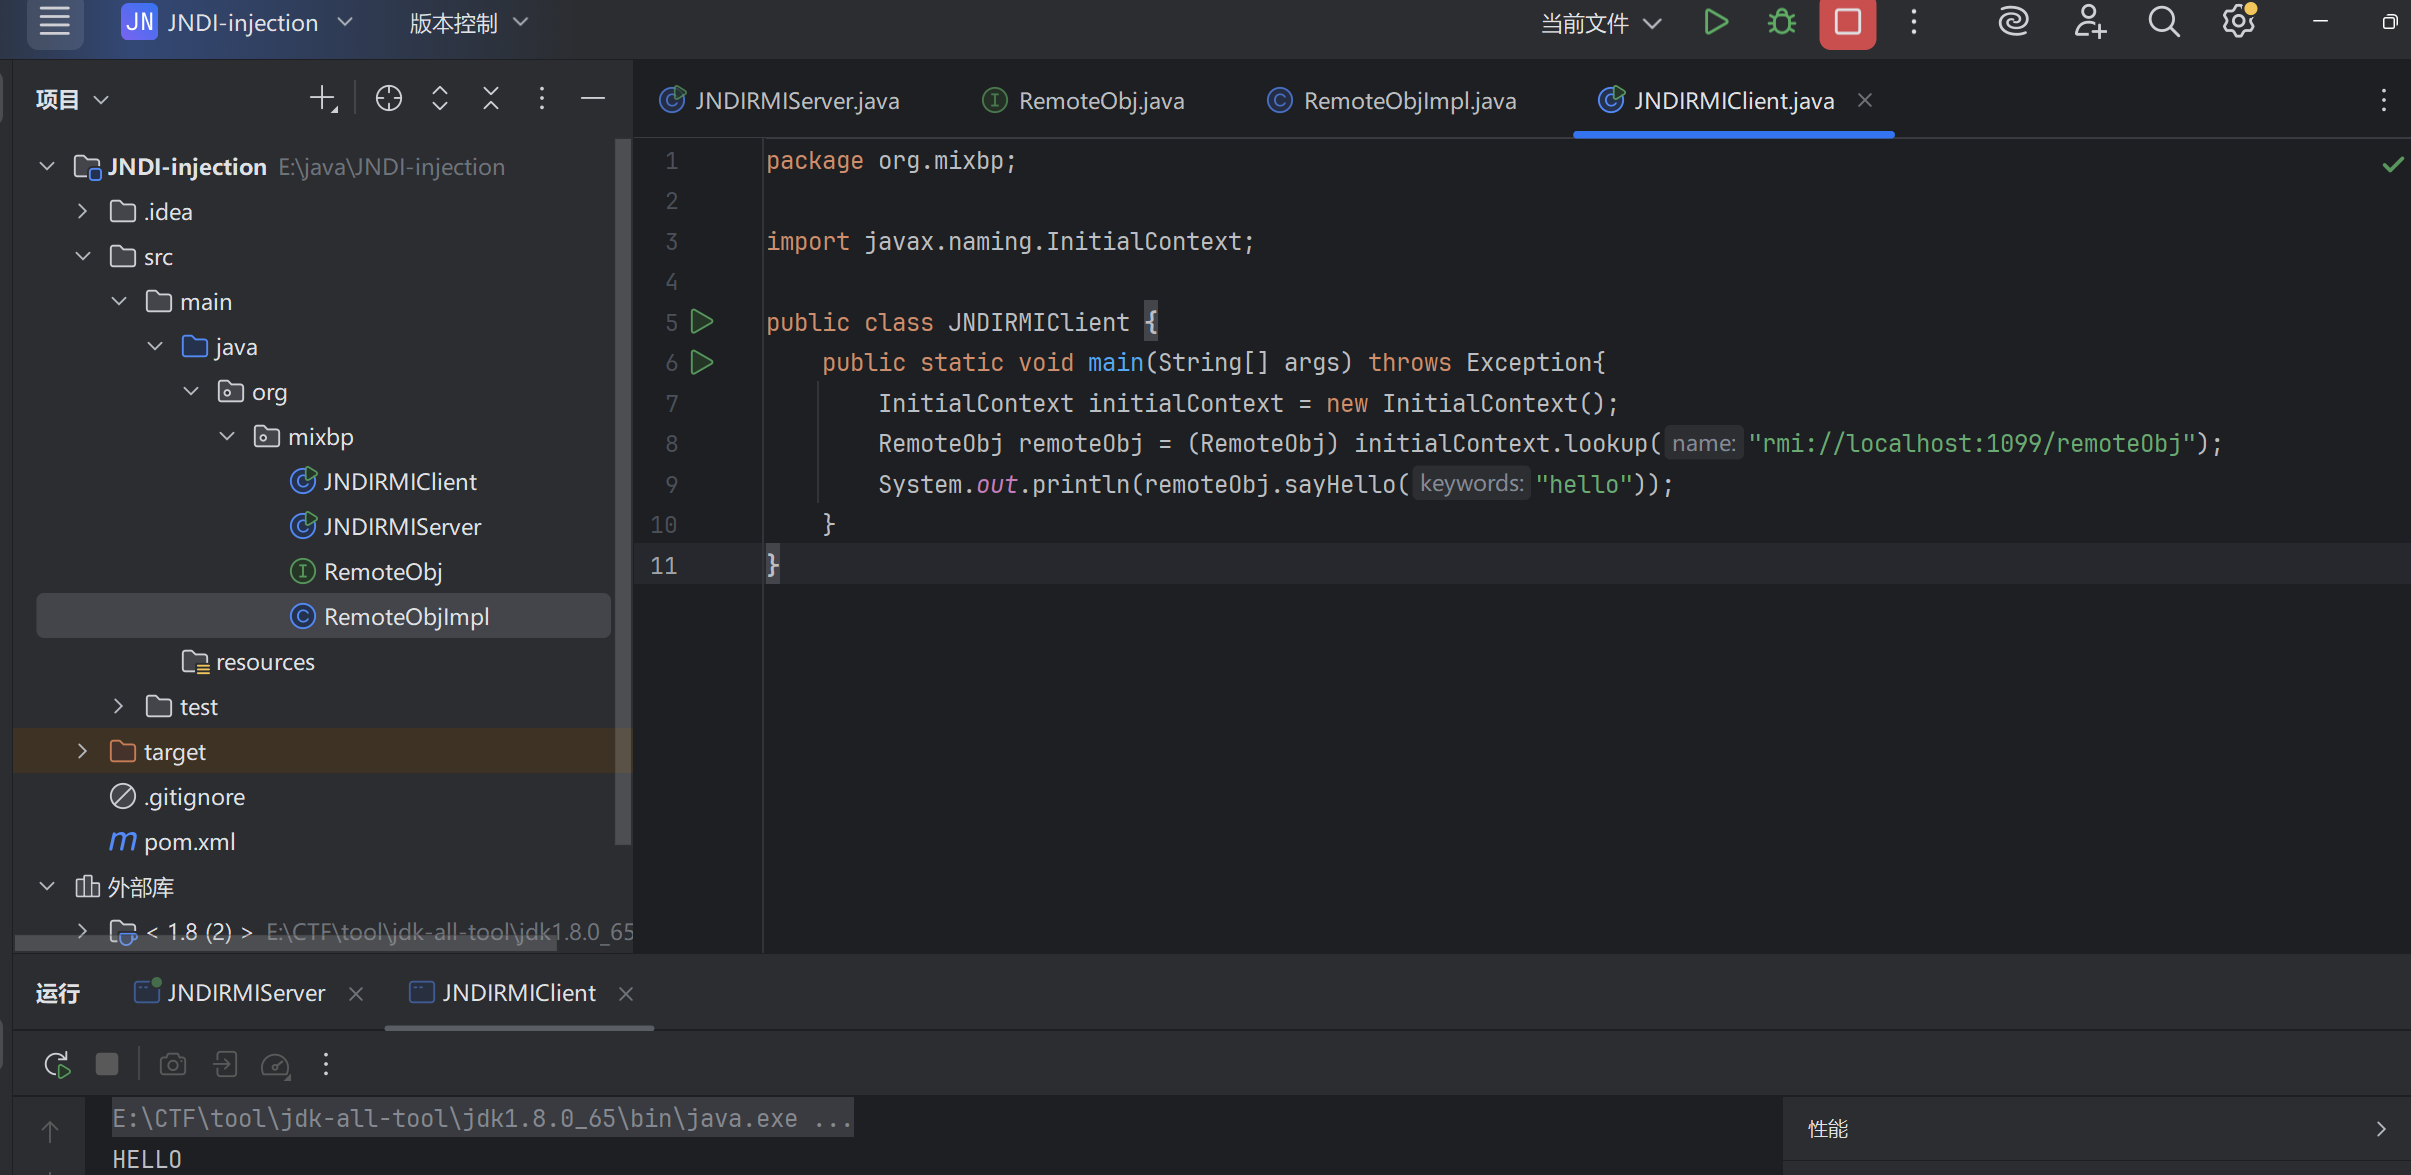 JN JNDI-injection 版本控制 当前文件
项目
JNDIRMIServer.java RemoteObj.java RemoteObjImpl.java JNDIRMIClient.java
JNDI-injection E:\java\JNDI-injection
.idea
src
main
java
org
mixbp
JNDIRMIClient
JNDIRMIServer
RemoteObj
RemoteObjImpl
resources
test
target
.gitignore
pom.xml
外部库
< 1.8 (2) > E:\CTF\tool\jdk-all-tool\jdk1.8.0_65
1 package org.mixbp;
2
3 import javax.naming.InitialContext;
4
5 public class JNDIRMIClient {
6 public static void main(String[] args) throws Exception{
7 InitialContext initialContext = new InitialContext();
8 RemoteObj remoteObj = (RemoteObj) initialContext.lookup( name: "rmi://localhost:1099/remoteObj");
9 System.out.println(remoteObj.sayHello( keywords: "hello"));
10 }
11 }
运行 JNDIRMIServer JNDIRMIClient
E:\CTF\tool\jdk-all-tool\jdk1.8.0_65\bin\java.exe ...
HELLO
性能